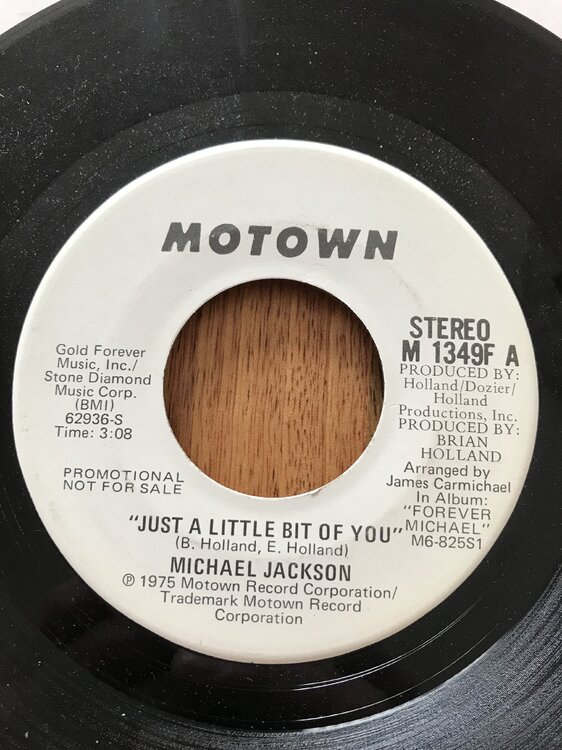 MOTOWN
Gold Forever
Music, Inc./
Stone Diamond
Music Corp.
(BMI)
62936-S
Time: 3:08
PROMOTIONAL
NOT FOR SALE
STEREO
M 1349F A
PRODUCED BY:
Holland/Dozier/
Holland
Productions, Inc.
PRODUCED BY:
BRIAN
HOLLAND
Arranged by
James Carmichael
In Album:
"FOREVER
MICHAEL"
M6-825S1
"JUST A LITTLE BIT OF YOU"
(B. Holland, E. Holland)
MICHAEL JACKSON
℗ 1975 Motown Record Corporation/
Trademark Motown Record
Corporation